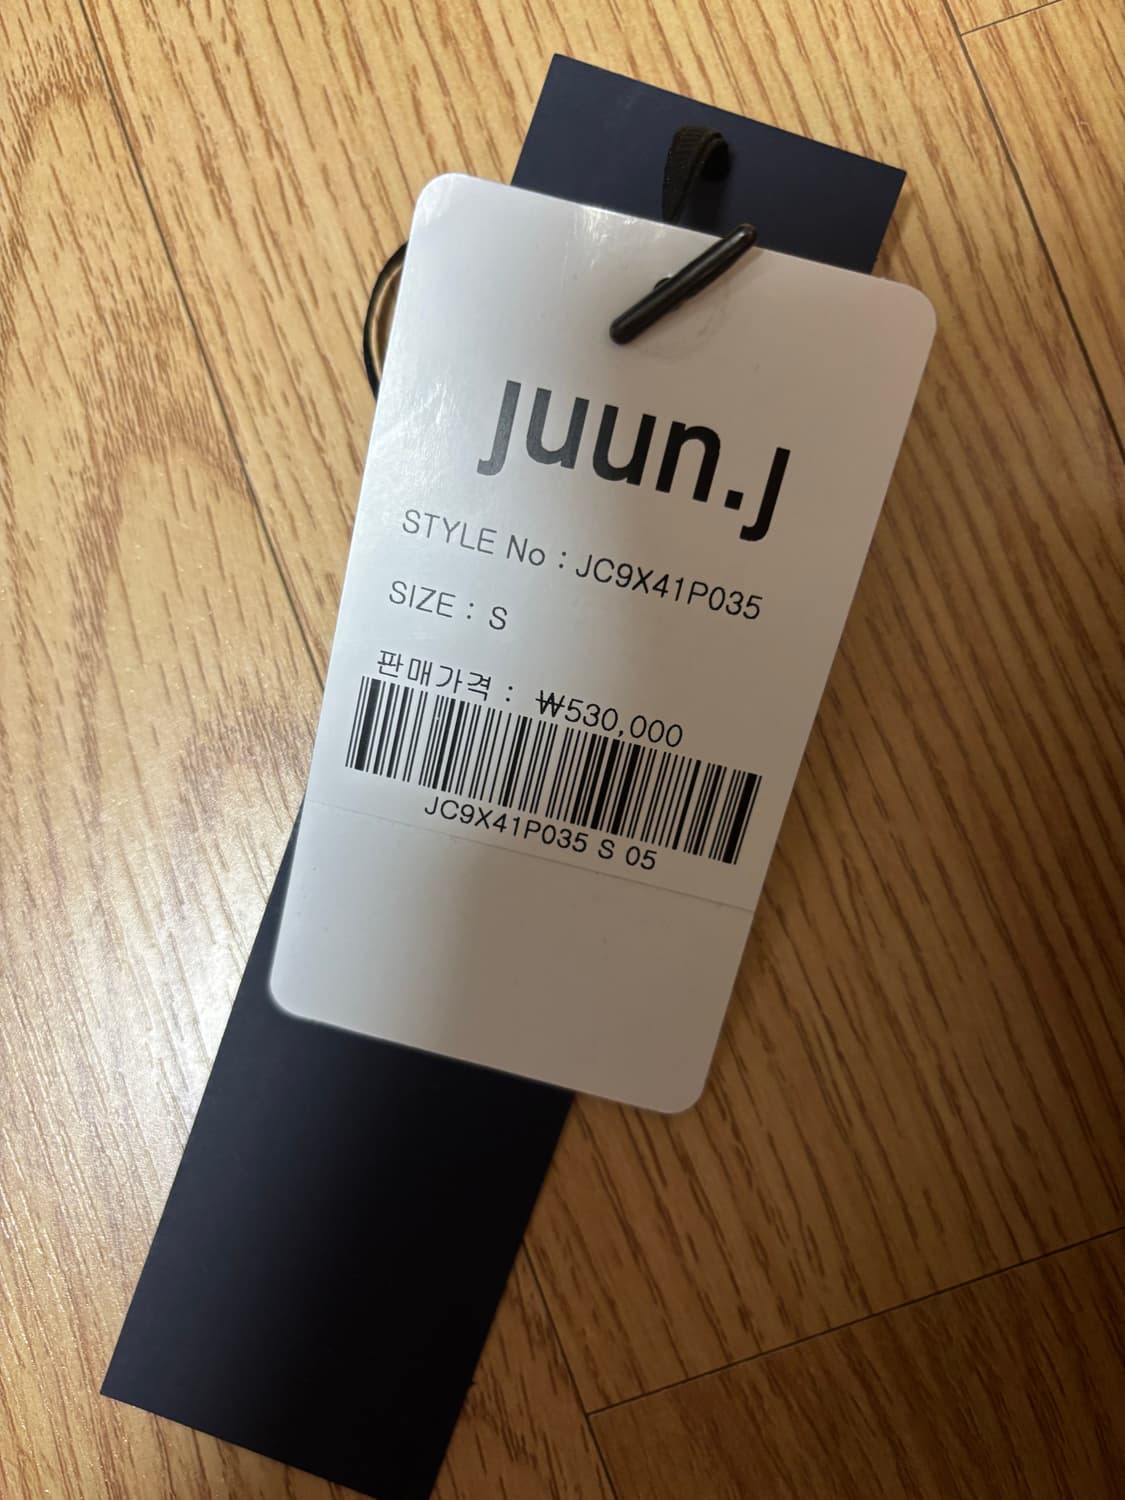 juun.j
STYLE No : JC9X41P035
SIZE : S
판매가격 : ₩530,000
JC9X41P035 S 05